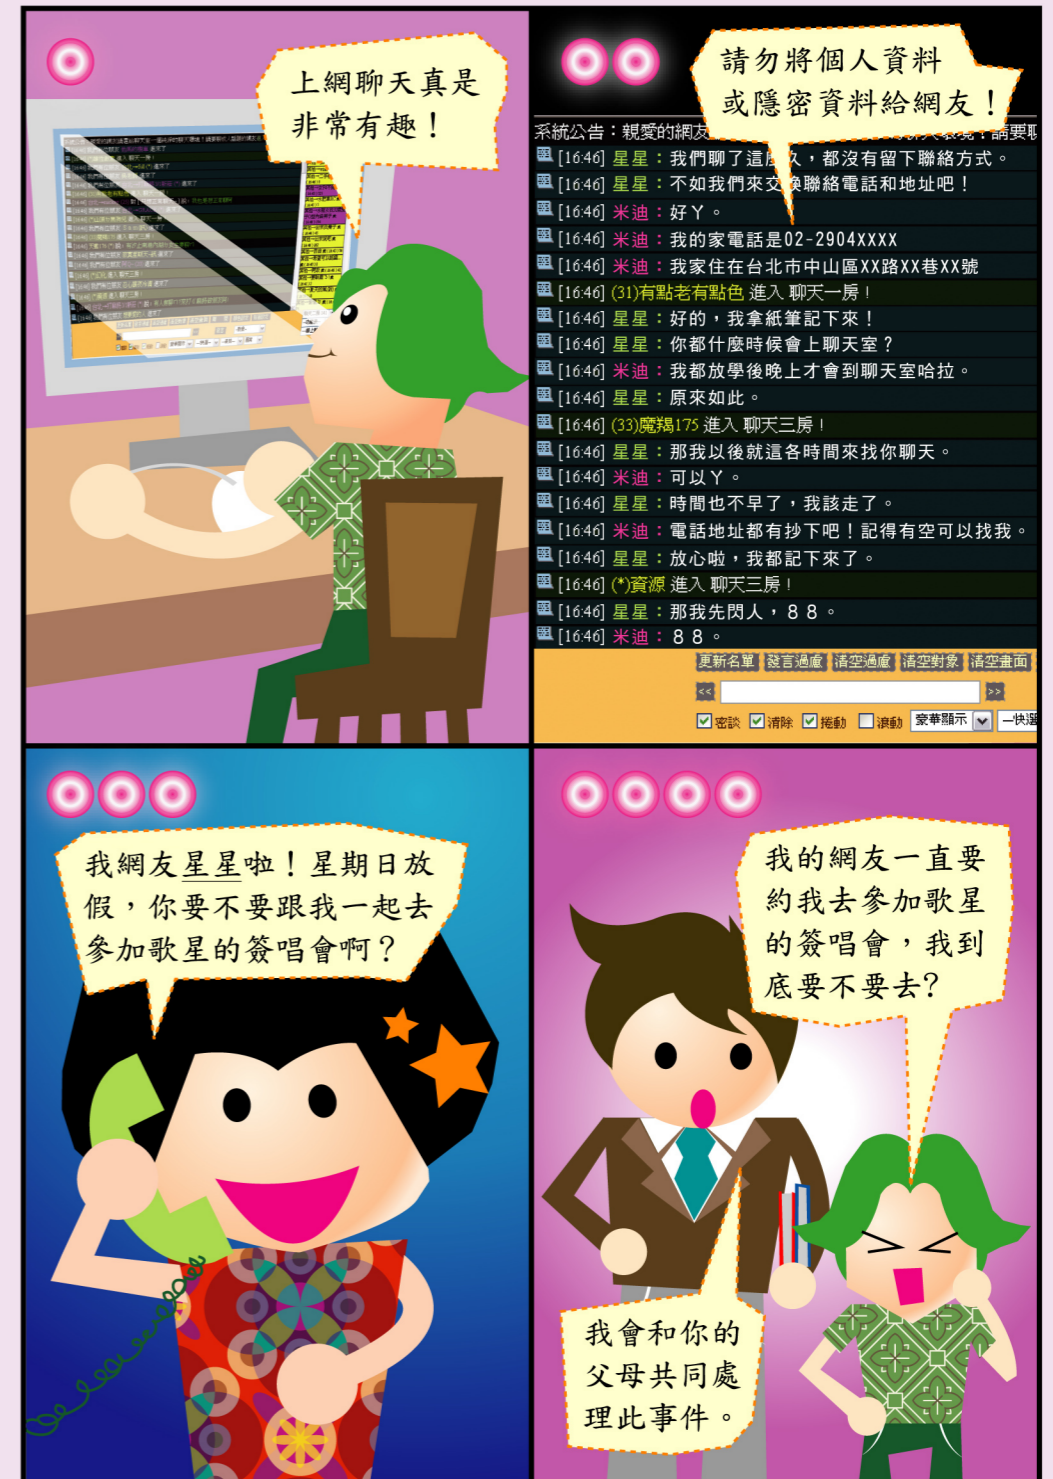 上網聊天真是
非常有趣！
請勿將個人資料
或隱密資料給網友！
系統公告：親愛的網友
[16:46] 星星：我們聊了這麼久，都沒有留下聯絡方式。
[16:46] 星星：不如我們來交換聯絡電話和地址吧！
[16:46] 米迪：好ㄚ。
[16:46] 米迪：我的家電話是02-2904XXXX
[16:46] 米迪：我家住在台北市中山區XX路XX巷XX號
[16:46] (31)有點老有點色 進入 聊天一房！
[16:46] 星星：好的，我拿紙筆記下來！
[16:46] 星星：你都什麼時候會上聊天室？
[16:46] 米迪：我都放學後晚上才會到聊天室哈拉。
[16:46] 星星：原來如此。
[16:46] (33)魔羯175 進入 聊天三房！
[16:46] 星星：那我以後就這各時間來找你聊天。
[16:46] 米迪：可以ㄚ。
[16:46] 星星：時間也不早了，我該走了。
[16:46] 米迪：電話地址都有抄下吧！記得有空可以找我。
[16:46] 星星：放心啦，我都記下來了。
[16:46] (*)資源 進入 聊天三房！
[16:46] 星星：那我先閃人，８８。
[16:46] 米迪：８８。
更新名單 發言過慮 清空過慮 清空對象 清空畫面
<< >>
密談 清除 捲動 滾動 豪華顯示 —快選
我網友星星啦！星期日放
假，你要不要跟我一起去
參加歌星的簽唱會啊？
我的網友一直要
約我去參加歌星
的簽唱會，我到
底要不要去?
我會和你的
父母共同處
理此事件。